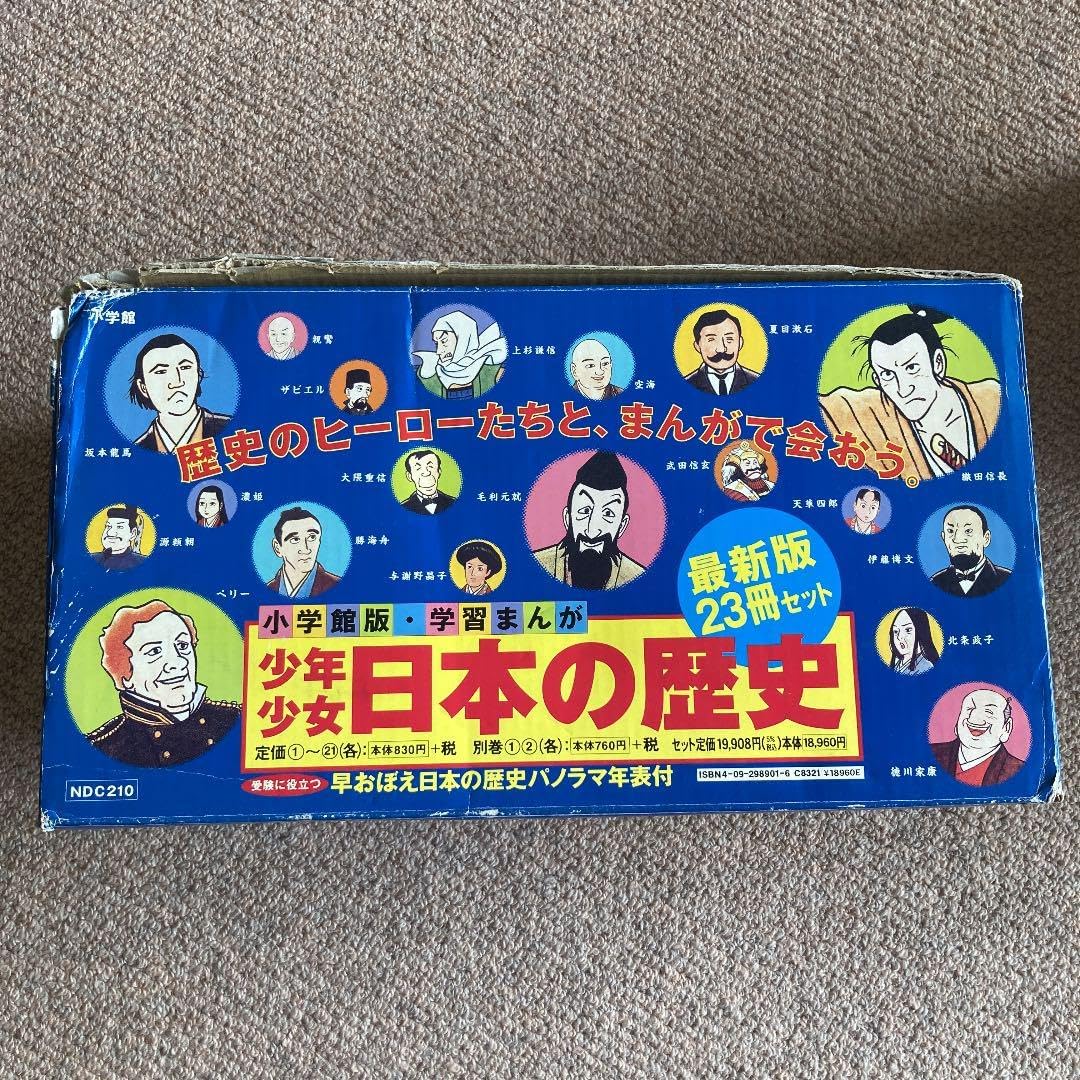 小学館
親鸞
ザビエル
上杉謙信
空海
夏目漱石
坂本龍馬
歴史のヒーローたちと、まんがで会おう。
織田信長
大隈重信
毛利元就
武田信玄
天草四郎
濃姫
源頼朝
勝海舟
与謝野晶子
伊藤博文
ペリー
北条政子
徳川家康
最新版
23冊セット
小学館版・学習まんが
少年少女日本の歴史
定価①〜㉑(各):本体830円+税 別巻①②(各):本体760円+税 セット定価19,908円(5%税込)本体18,960円
受験に役立つ 早おぼえ日本の歴史パノラマ年表付
ISBN4-09-298901-6 C8321 ¥18960E
NDC210